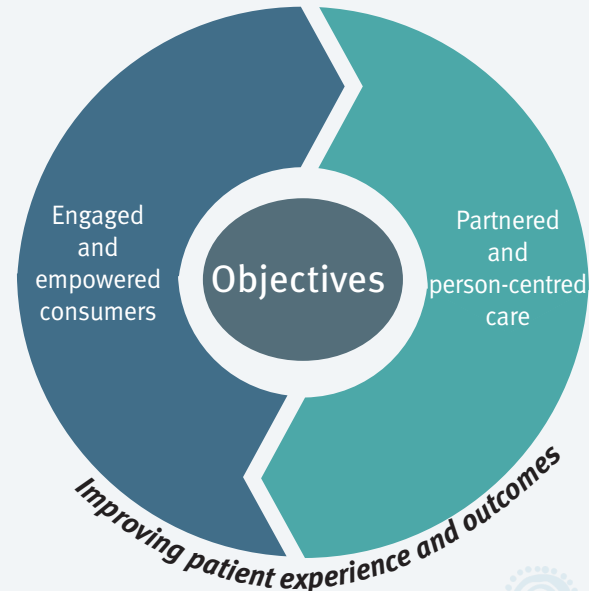 Engaged
and
empowered
consumers
Objectives
Partnered
and
person-centred
care
Improving patient experience and outcomes